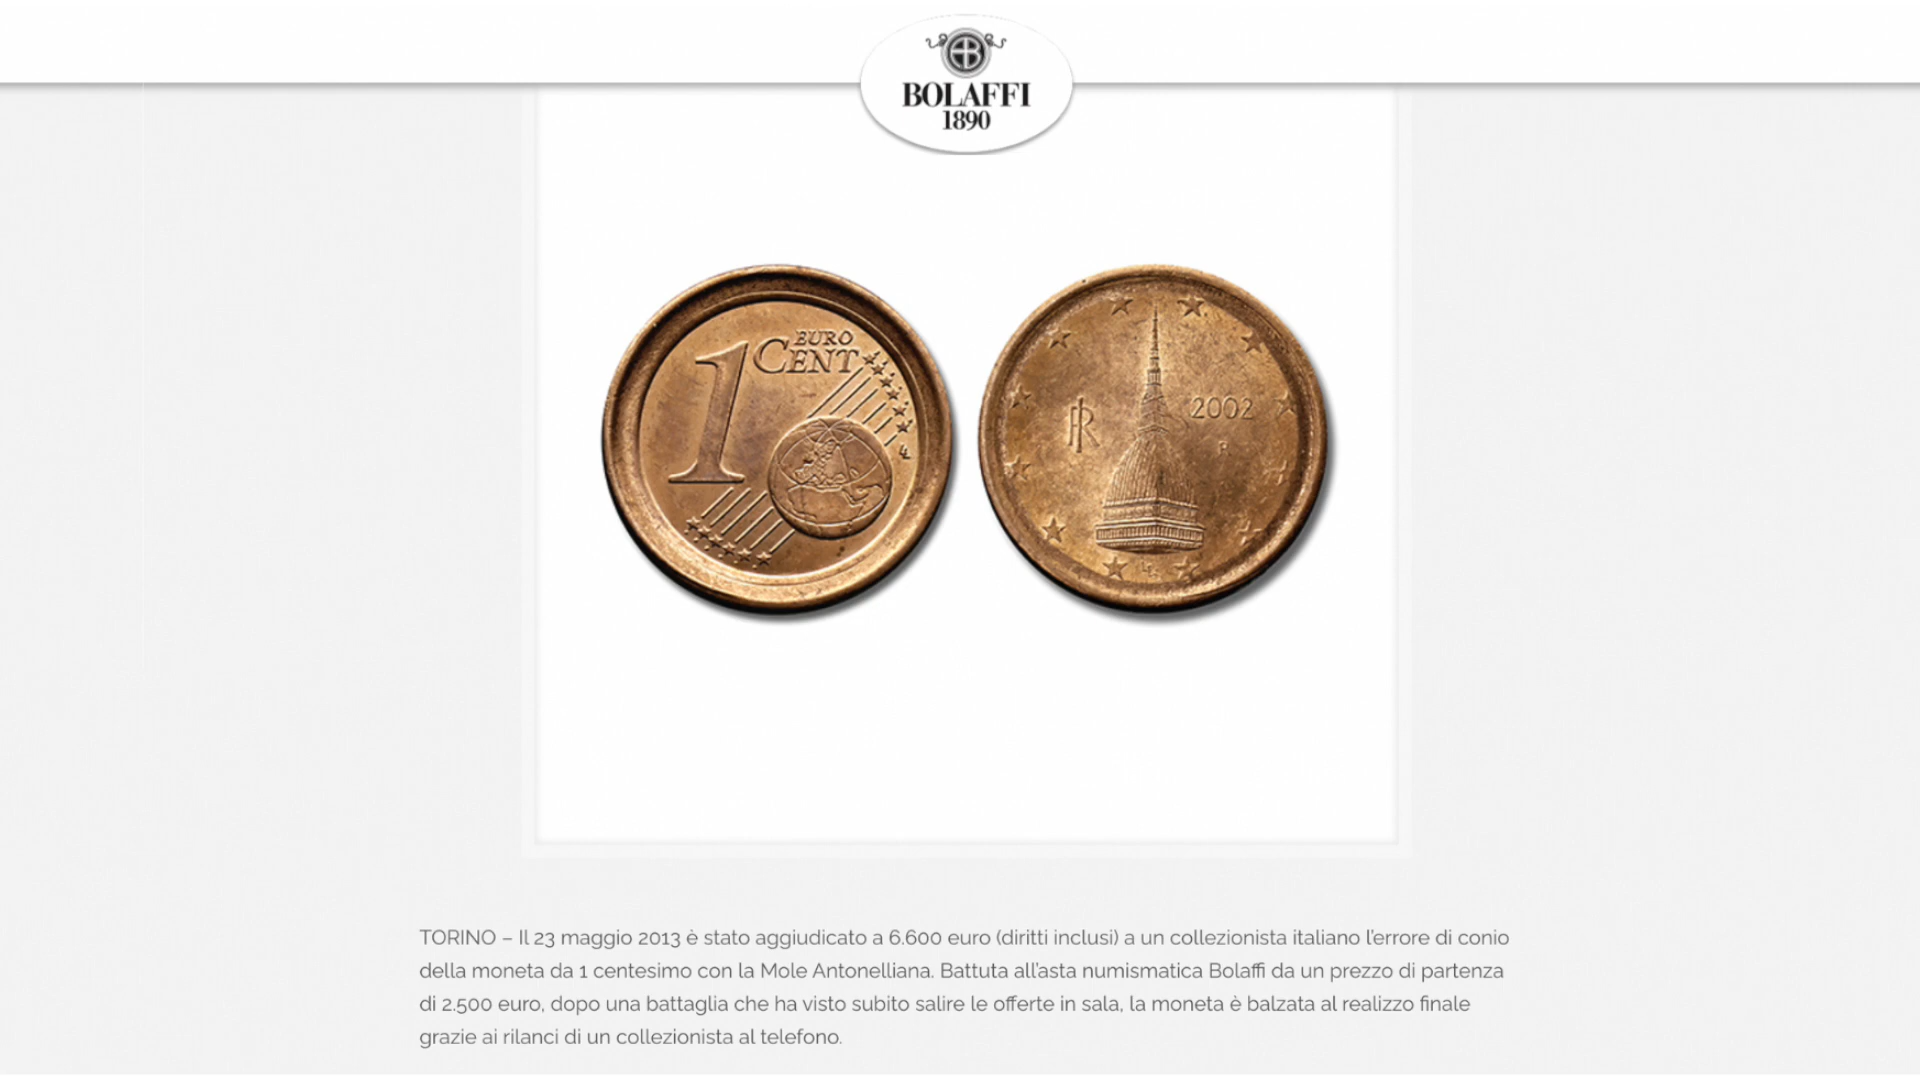 BOLAFFI
1890
1 EURO
CENT
2002
RI
R
TORINO – Il 23 maggio 2013 è stato aggiudicato a 6.600 euro (diritti inclusi) a un collezionista italiano l'errore di conio
della moneta da 1 centesimo con la Mole Antonelliana. Battuta all'asta numismatica Bolaffi da un prezzo di partenza
di 2.500 euro, dopo una battaglia che ha visto subito salire le offerte in sala, la moneta è balzata al realizzo finale
grazie ai rilanci di un collezionista al telefono.